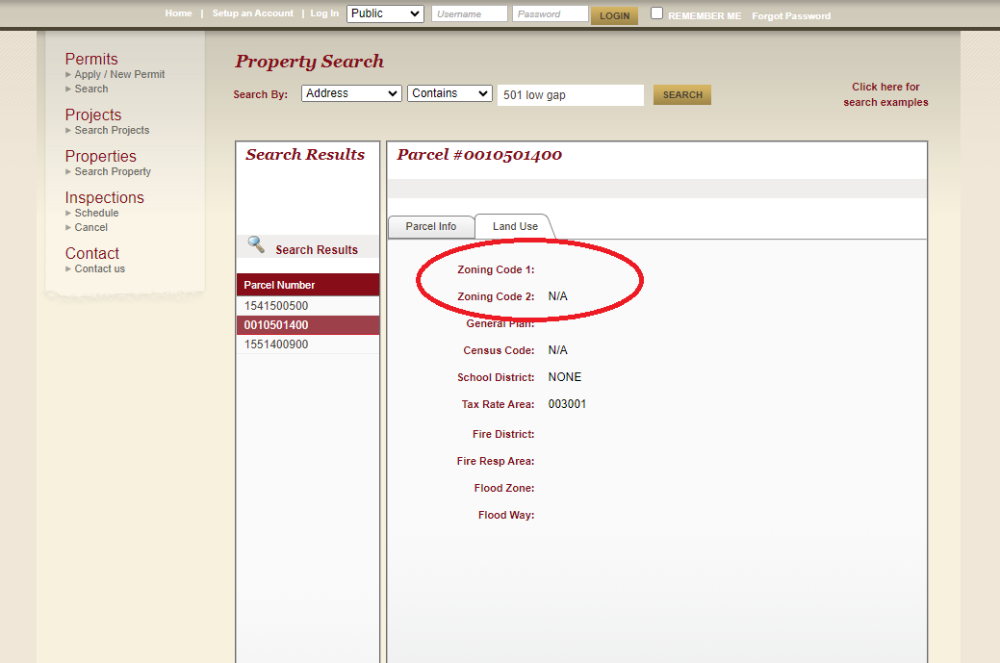 Home | Setup an Account | Log In Public Username Password LOGIN REMEMBER ME Forgot Password
Permits
Apply / New Permit
Search
Projects
Search Projects
Properties
Search Property
Inspections
Schedule
Cancel
Contact
Contact us
Property Search
Search By: Address Contains 501 low gap SEARCH
Click here for
search examples
Search Results
Search Results
Parcel Number
1541500500
0010501400
1551400900
Parcel #0010501400
Parcel Info Land Use
Zoning Code 1:
Zoning Code 2: N/A
General Plan:
Census Code: N/A
School District: NONE
Tax Rate Area: 003001
Fire District:
Fire Resp Area:
Flood Zone:
Flood Way: